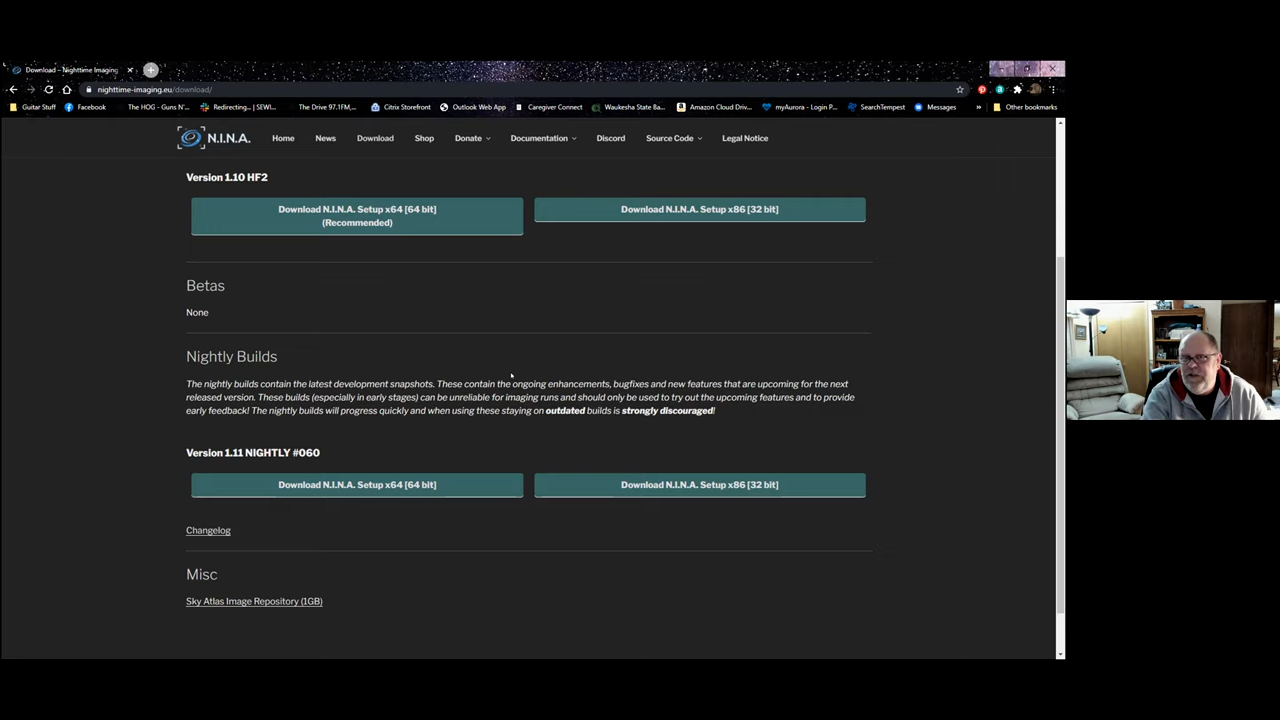 Download – Nighttime Imaging
nighttime-imaging.eu/download/
Guitar Stuff Facebook The HOG - Guns N'... Redirecting... | SEWI... The Drive 97.1FM,... Citrix Storefront Outlook Web App Caregiver Connect Waukesha State Ba... Amazon Cloud Driv... myAurora - Login P... SearchTempest Messages » Other bookmarks
N.I.N.A. Home News Download Shop Donate Documentation Discord Source Code Legal Notice
Version 1.10 HF2
Download N.I.N.A. Setup x64 [64 bit]
(Recommended)
Download N.I.N.A. Setup x86 [32 bit]
Betas
None
Nightly Builds
The nightly builds contain the latest development snapshots. These contain the ongoing enhancements, bugfixes and new features that are upcoming for the next
released version. These builds (especially in early stages) can be unreliable for imaging runs and should only be used to try out the upcoming features and to provide
early feedback! The nightly builds will progress quickly and when using these staying on outdated builds is strongly discouraged!
Version 1.11 NIGHTLY #060
Download N.I.N.A. Setup x64 [64 bit]
Download N.I.N.A. Setup x86 [32 bit]
Changelog
Misc
Sky Atlas Image Repository (1GB)